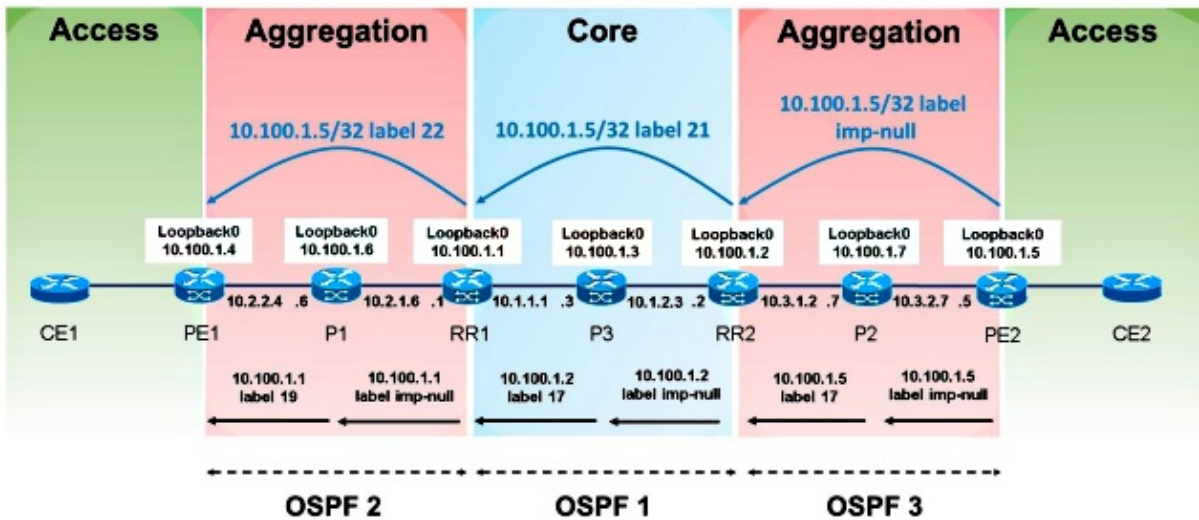 Access
Aggregation
Core
Aggregation
Access
10.100.1.5/32 label 22
10.100.1.5/32 label 21
10.100.1.5/32 label
imp-null
Loopback0
10.100.1.4
Loopback0
10.100.1.6
Loopback0
10.100.1.1
Loopback0
10.100.1.3
Loopback0
10.100.1.2
Loopback0
10.100.1.7
Loopback0
10.100.1.5
10.2.2.4 .6
10.2.1.6 .1
10.1.1.1 .3
10.1.2.3 .2
10.3.1.2 .7
10.3.2.7 .5
CE1
PE1
P1
RR1
P3
RR2
P2
PE2
CE2
10.100.1.1
label 19
10.100.1.1
label imp-null
10.100.1.2
label 17
10.100.1.2
label imp-null
10.100.1.5
label 17
10.100.1.5
label imp-null
OSPF 2
OSPF 1
OSPF 3